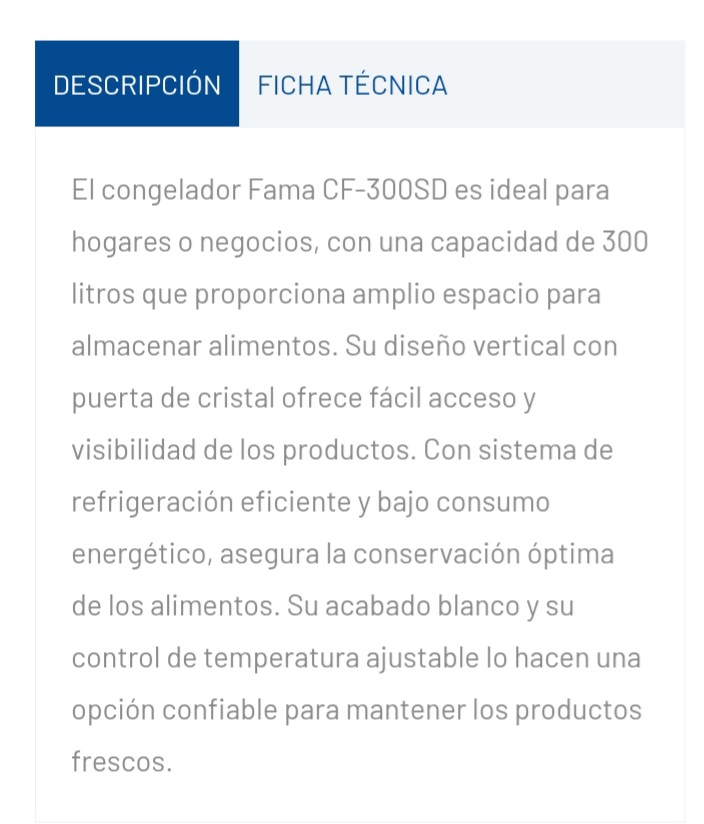 DESCRIPCIÓN
FICHA TÉCNICA
El congelador Fama CF-300SD es ideal para
hogares o negocios, con una capacidad de 300
litros que proporciona amplio espacio para
almacenar alimentos. Su diseño vertical con
puerta de cristal ofrece fácil acceso y
visibilidad de los productos. Con sistema de
refrigeración eficiente y bajo consumo
energético, asegura la conservación óptima
de los alimentos. Su acabado blanco y su
control de temperatura ajustable lo hacen una
opción confiable para mantener los productos
frescos.